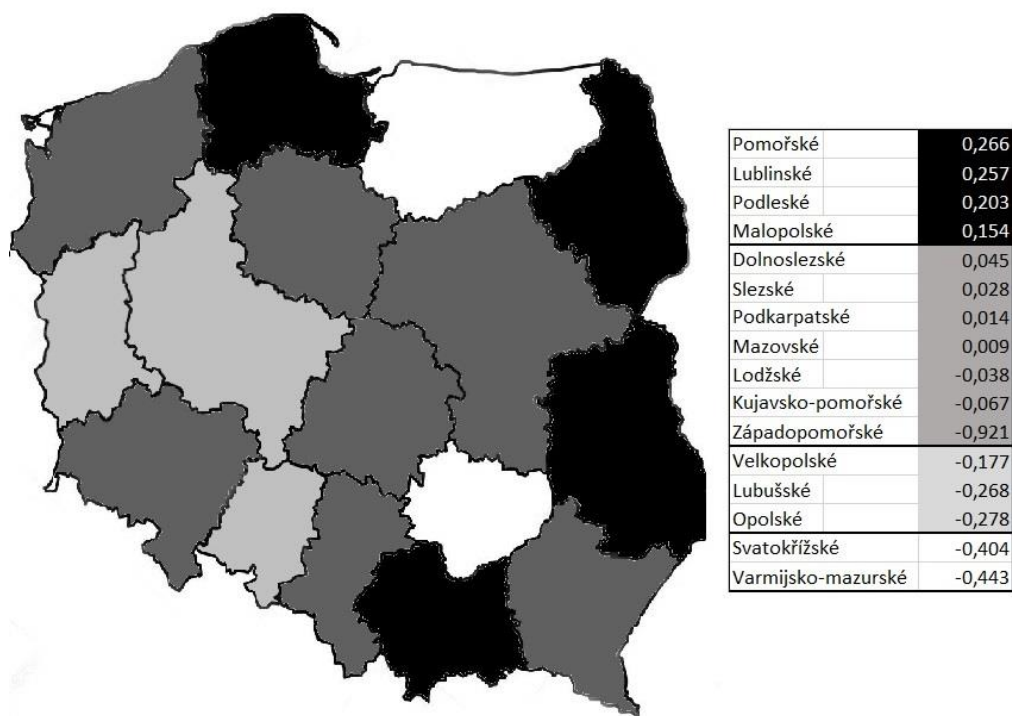 Pomořské 0,266
Lublinské 0,257
Podleské 0,203
Malopolské 0,154
Dolnoslezské 0,045
Slezské 0,028
Podkarpatské 0,014
Mazovské 0,009
Lodžské -0,038
Kujavsko-pomořské -0,067
Západopomořské -0,921
Velkopolské -0,177
Lubušské -0,268
Opolské -0,278
Svatokřížské -0,404
Varmijsko-mazurské -0,443